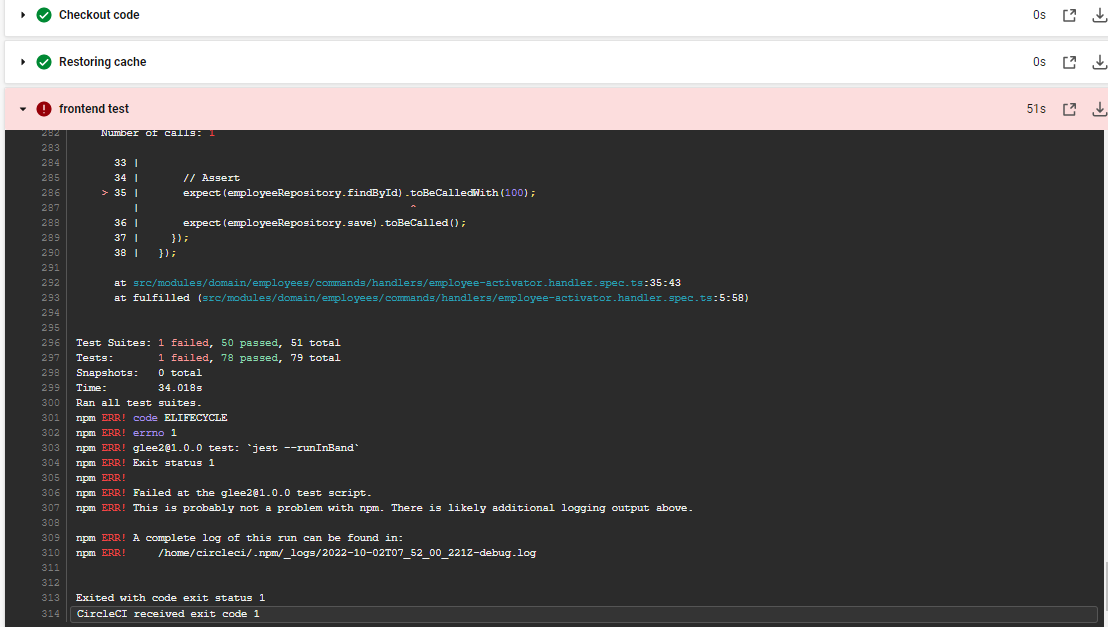 Checkout code 0s
Restoring cache 0s
frontend test 51s
282 Number of calls: 1
283
284 33 |
285 34 | // Assert
286 > 35 | expect(employeeRepository.findById).toBeCalledWith(100);
287 | ^
288 36 | expect(employeeRepository.save).toBeCalled();
289 37 | });
290 38 | });
291
292 at src/modules/domain/employees/commands/handlers/employee-activator.handler.spec.ts:35:43
293 at fulfilled (src/modules/domain/employees/commands/handlers/employee-activator.handler.spec.ts:5:58)
294
295
296 Test Suites: 1 failed, 50 passed, 51 total
297 Tests: 1 failed, 78 passed, 79 total
298 Snapshots: 0 total
299 Time: 34.018s
300 Ran all test suites.
301 npm ERR! code ELIFECYCLE
302 npm ERR! errno 1
303 npm ERR! glee2@1.0.0 test: `jest --runInBand`
304 npm ERR! Exit status 1
305 npm ERR!
306 npm ERR! Failed at the glee2@1.0.0 test script.
307 npm ERR! This is probably not a problem with npm. There is likely additional logging output above.
308
309 npm ERR! A complete log of this run can be found in:
310 npm ERR! /home/circleci/.npm/_logs/2022-10-02T07_52_00_221Z-debug.log
311
312
313 Exited with code exit status 1
314 CircleCI received exit code 1